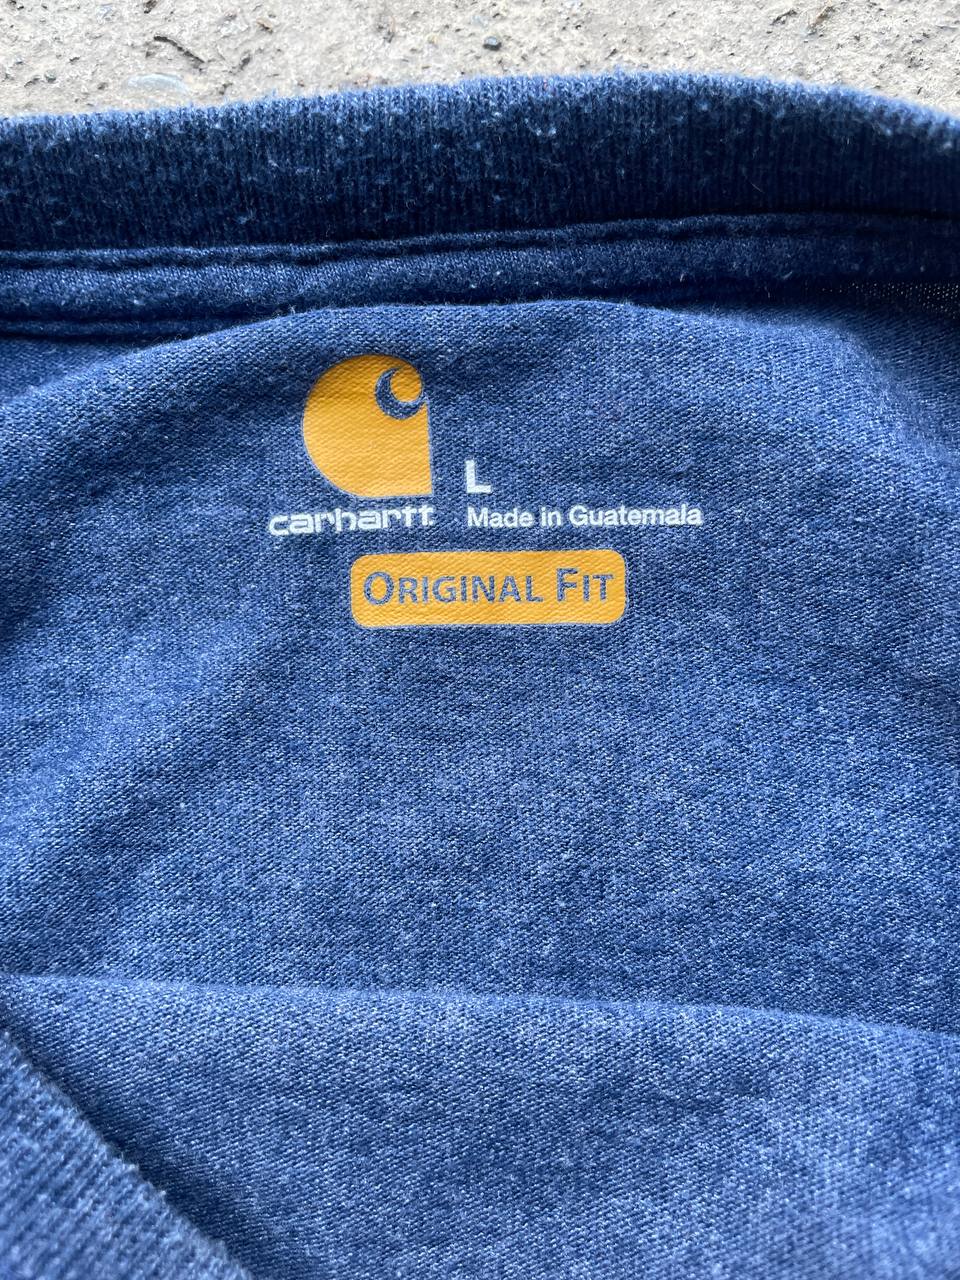 L
carhartt
Made in Guatemala
ORIGINAL FIT